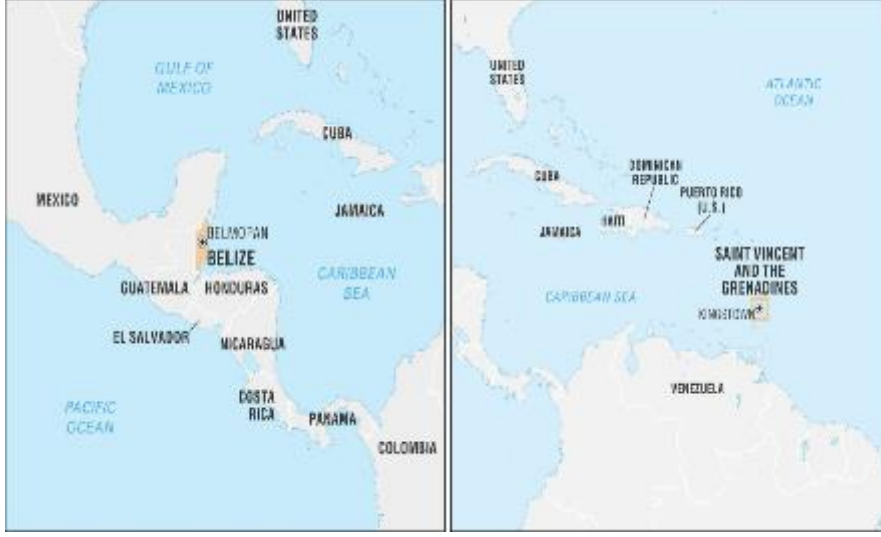 UNITED
STATES
GULF OF
MEXICO
CUBA
MEXICO
JAMAICA
BELMOPAN
BELIZE
CARIBBEAN
SEA
GUATEMALA
HONDURAS
EL SALVADOR
NICARAGUA
PACIFIC
OCEAN
COSTA
RICA
PANAMA
COLOMBIA
UNITED
STATES
ATLANTIC
OCEAN
CUBA
DOMINICAN
REPUBLIC
PUERTO RICO
(U.S.)
JAMAICA
HAITI
SAINT VINCENT
AND THE
GRENADINES
CARIBBEAN SEA
KINGSTOWN
VENEZUELA